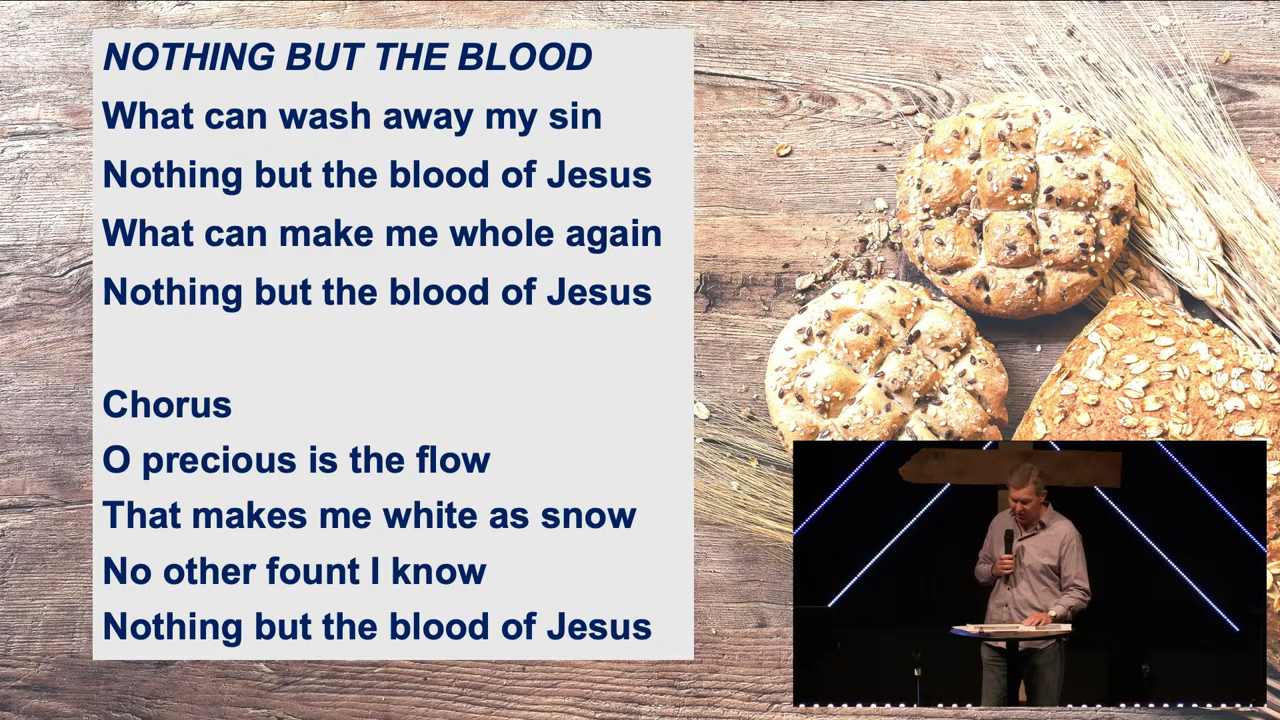 NOTHING BUT THE BLOOD
What can wash away my sin
Nothing but the blood of Jesus
What can make me whole again
Nothing but the blood of Jesus
Chorus
O precious is the flow
That makes me white as snow
No other fount I know
Nothing but the blood of Jesus